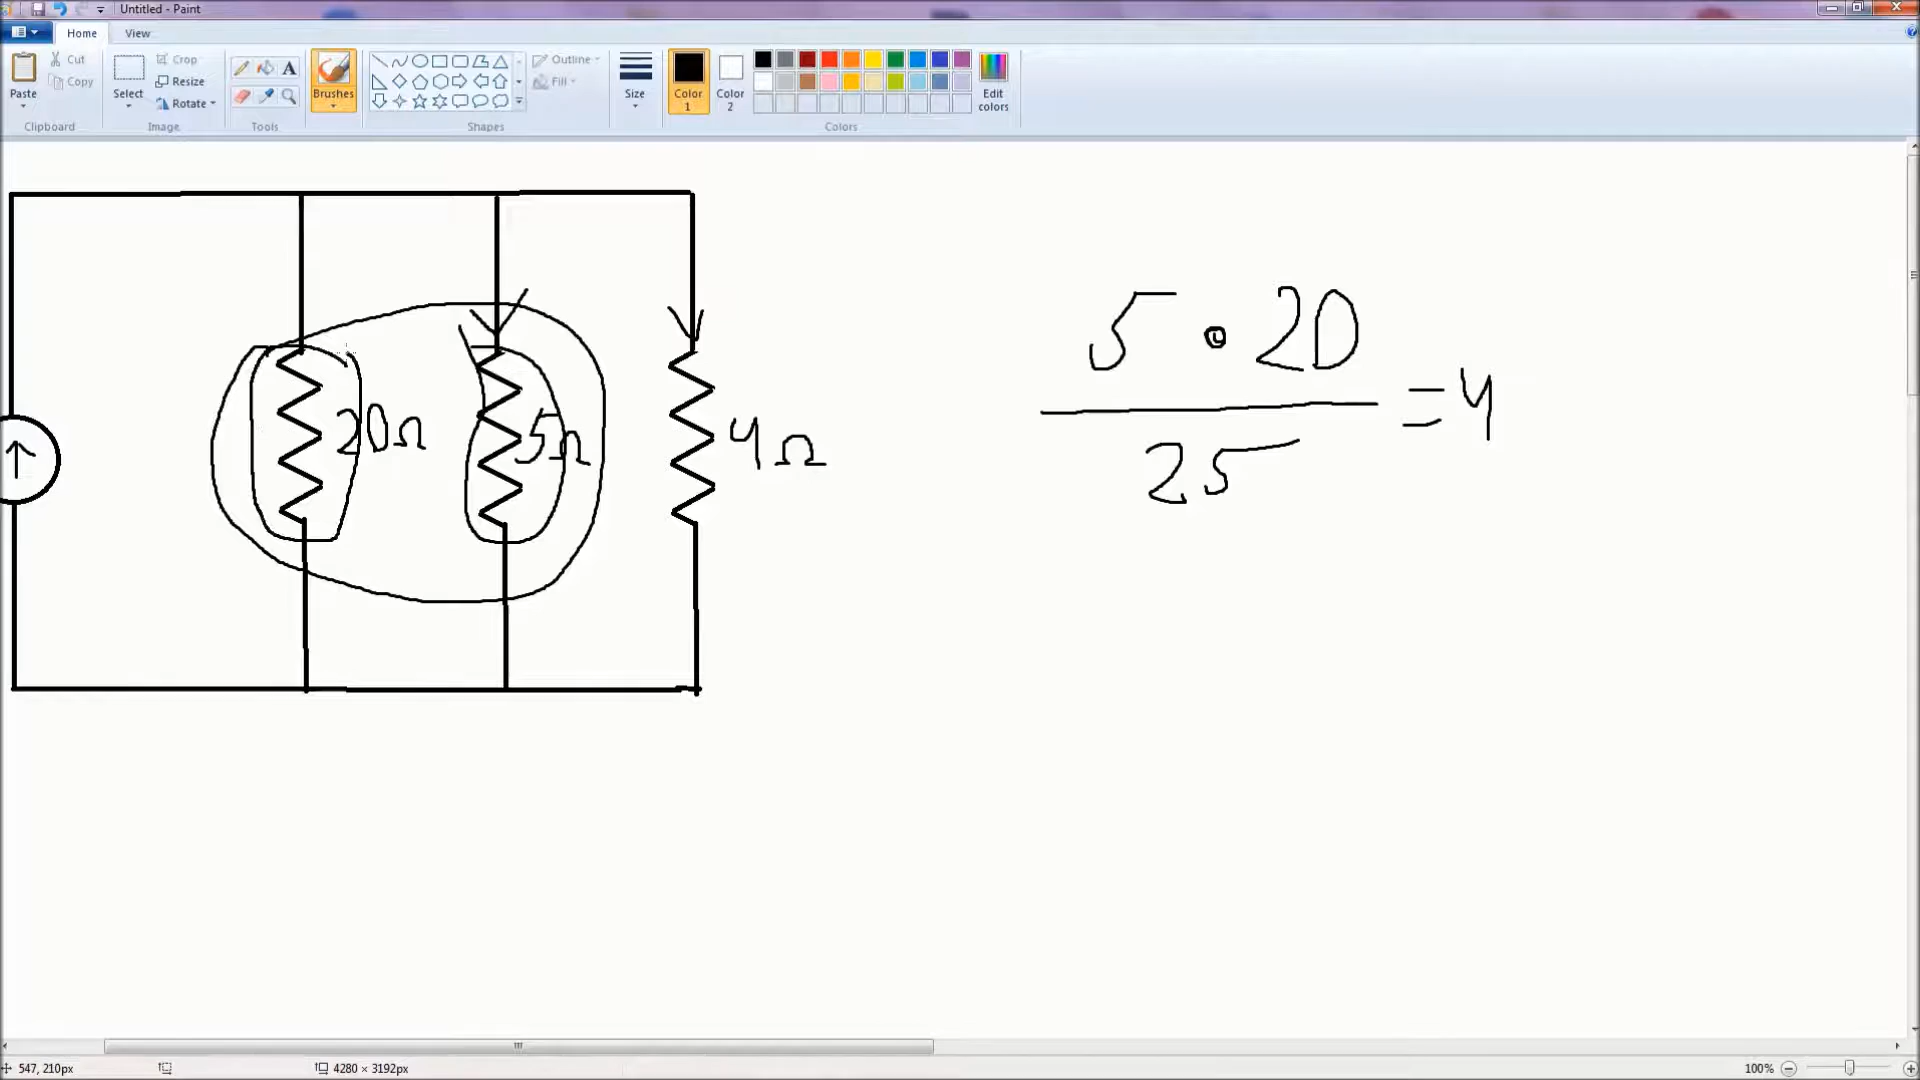 Untitled - Paint
Home View
Cut
Copy
Paste
Clipboard
Crop
Resize
Rotate
Select
Image
A
Tools
Brushes
Outline
Fill
Shapes
Size
Color 1
Color 2
Edit colors
Colors
20Ω
5Ω
4Ω
5 • 20
25
=4
547, 210px
4280 × 3192px
100%